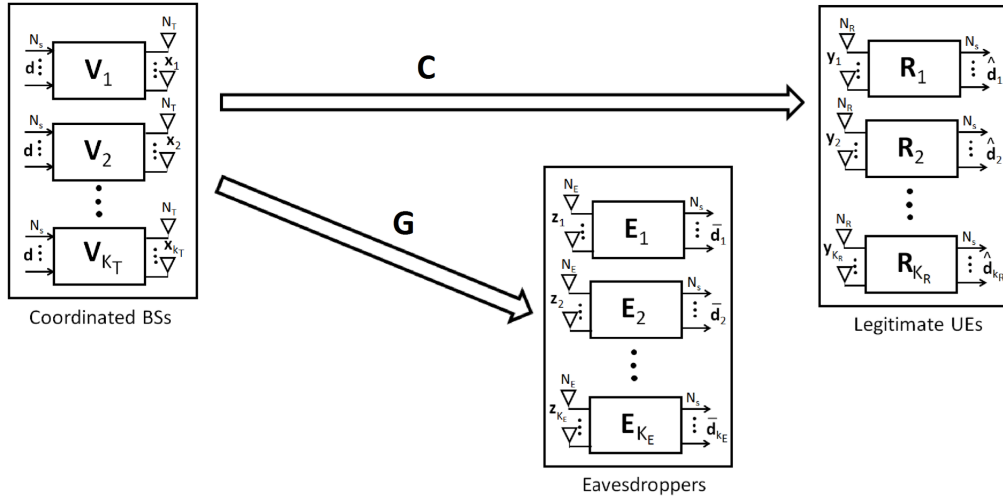 N_T
N_s
d
V_1
x_1
N_T
N_s
d
V_2
x_2
N_T
N_s
d
V_{K_T}
x_{k_T}
Coordinated BSs
C
G
N_E
z_1
E_1
N_s
d̄_1
N_E
z_2
E_2
N_s
d̄_2
N_E
z_{K_E}
E_{K_E}
N_s
d̄_{k_E}
Eavesdroppers
N_R
y_1
R_1
N_s
d̂_1
N_R
y_2
R_2
N_s
d̂_2
N_R
y_{K_R}
R_{K_R}
N_s
d̂_{k_R}
Legitimate UEs